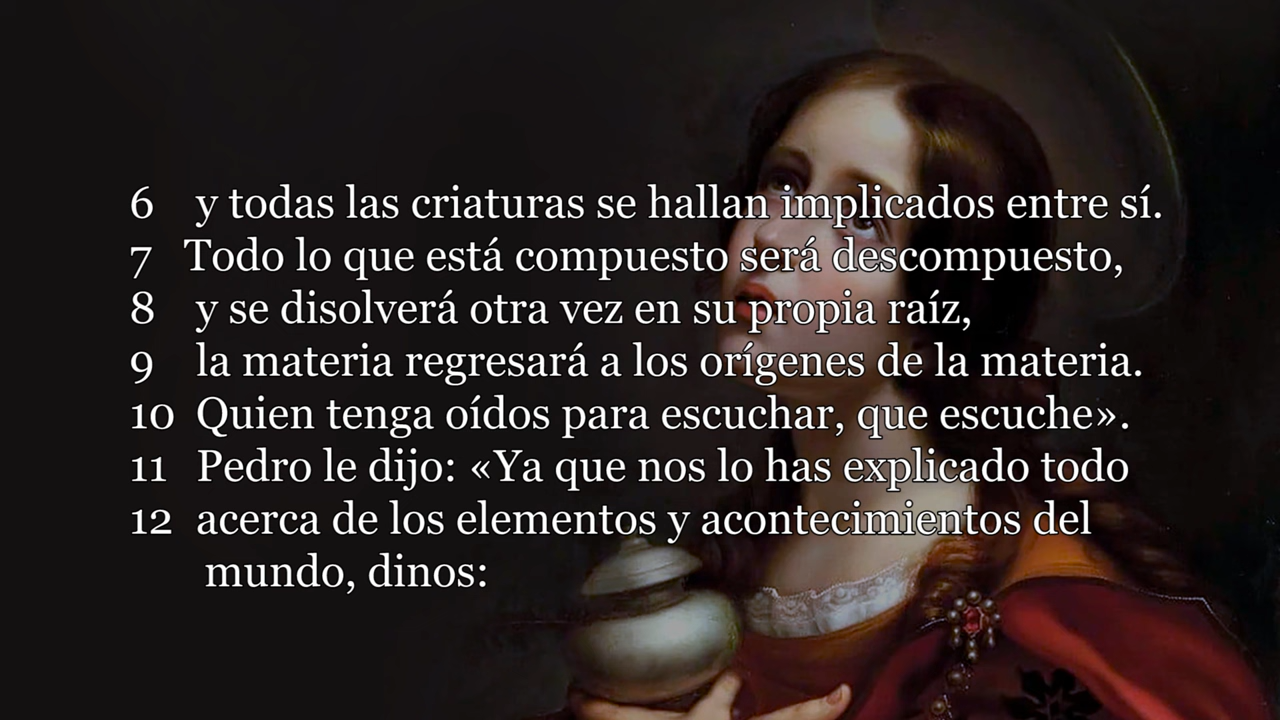 6 y todas las criaturas se hallan implicados entre sí.
7 Todo lo que está compuesto será descompuesto,
8 y se disolverá otra vez en su propia raíz,
9 la materia regresará a los orígenes de la materia.
10 Quien tenga oídos para escuchar, que escuche».
11 Pedro le dijo: «Ya que nos lo has explicado todo
12 acerca de los elementos y acontecimientos del
mundo, dinos: